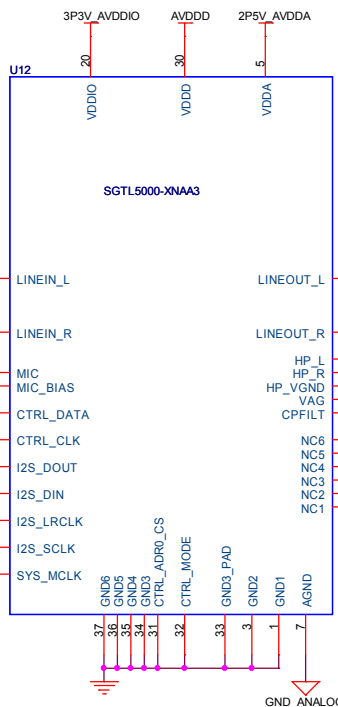 3P3V_AVDDIO AVDDD 2P5V_AVDDA
20 30 5
U12
VDDIO VDDD VDDA
SGTL5000-XNAA3
LINEIN_L LINEOUT_L
LINEIN_R LINEOUT_R
HP_L
MIC HP_R
MIC_BIAS HP_VGND
VAG
CTRL_DATA CPFILT
CTRL_CLK NC6
NC5
I2S_DOUT NC4
NC3
I2S_DIN NC2
NC1
I2S_LRCLK
I2S_SCLK
SYS_MCLK
GND6 GND5 GND4 GND3 CTRL_ADR0_CS CTRL_MODE GND3_PAD GND2 GND1 AGND
37 36 35 34 31 32 33 3 1 7
GND_ANALOG